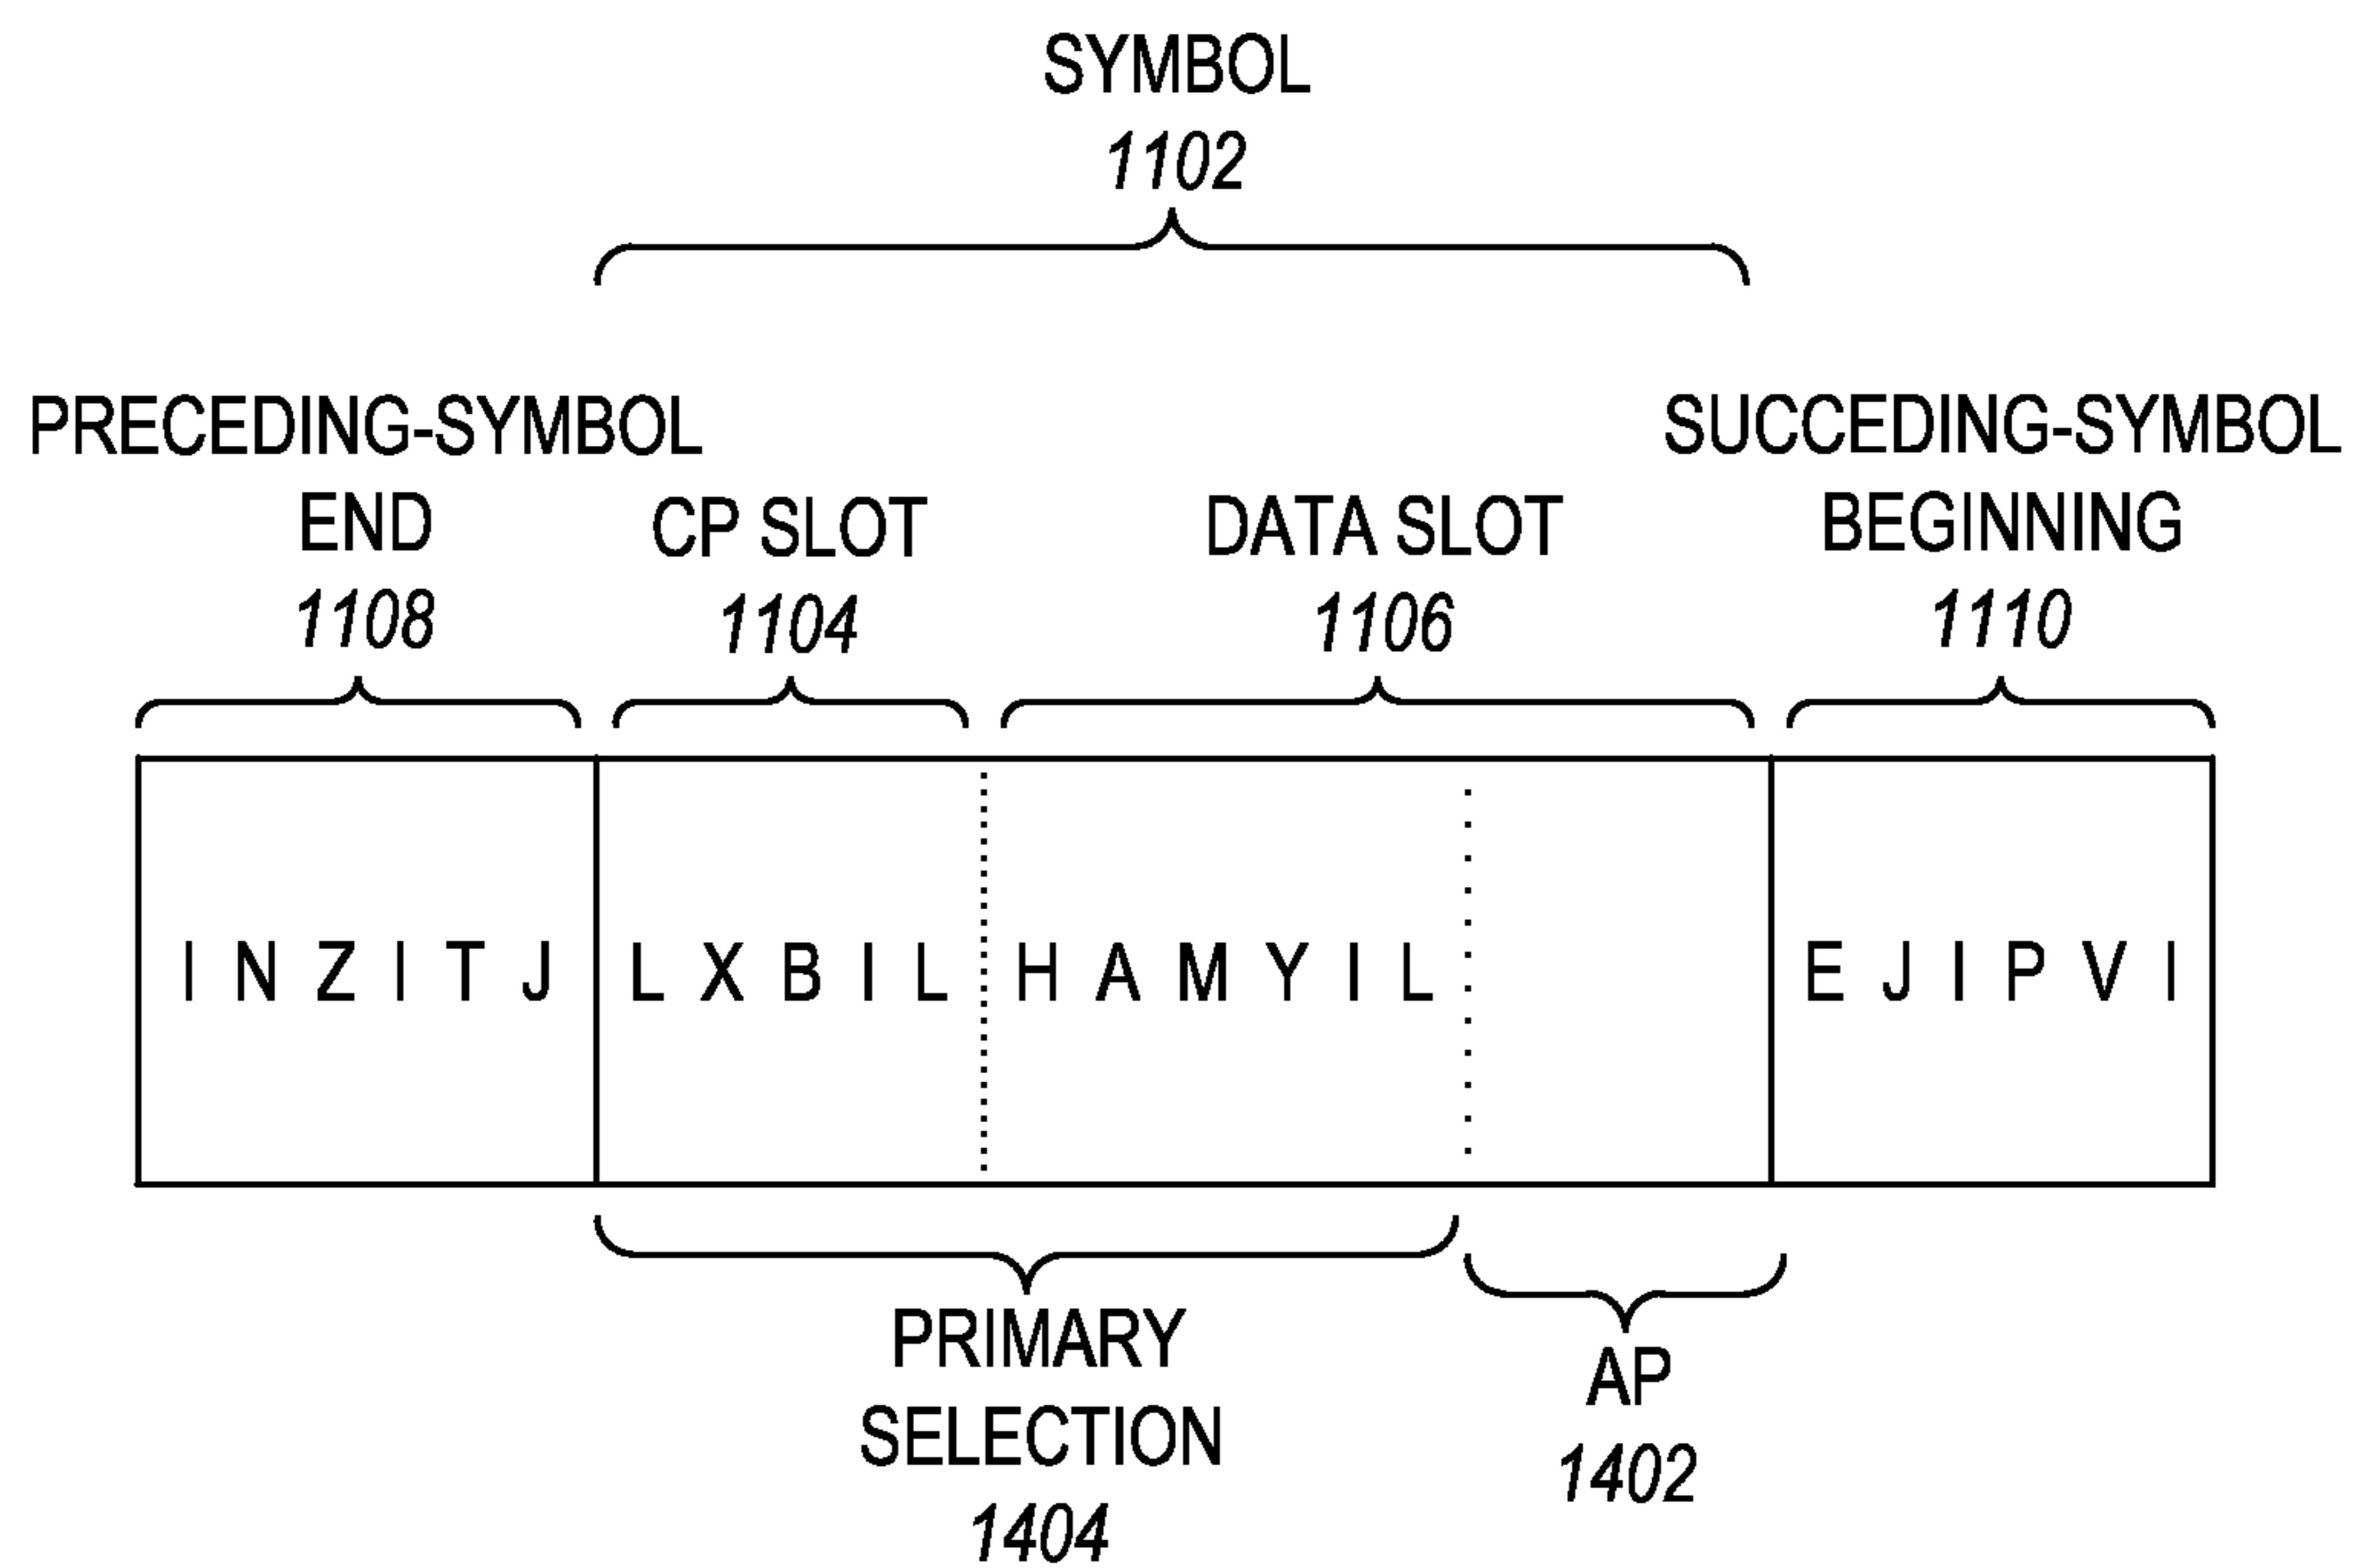 SYMBOL
1102
PRECEDING-SYMBOL
END
1108
CP SLOT
1104
DATA SLOT
1106
SUCCEDING-SYMBOL
BEGINNING
1110
I N Z I T J L X B I L H A M Y I L E J I P V I
PRIMARY
SELECTION
1404
AP
1402